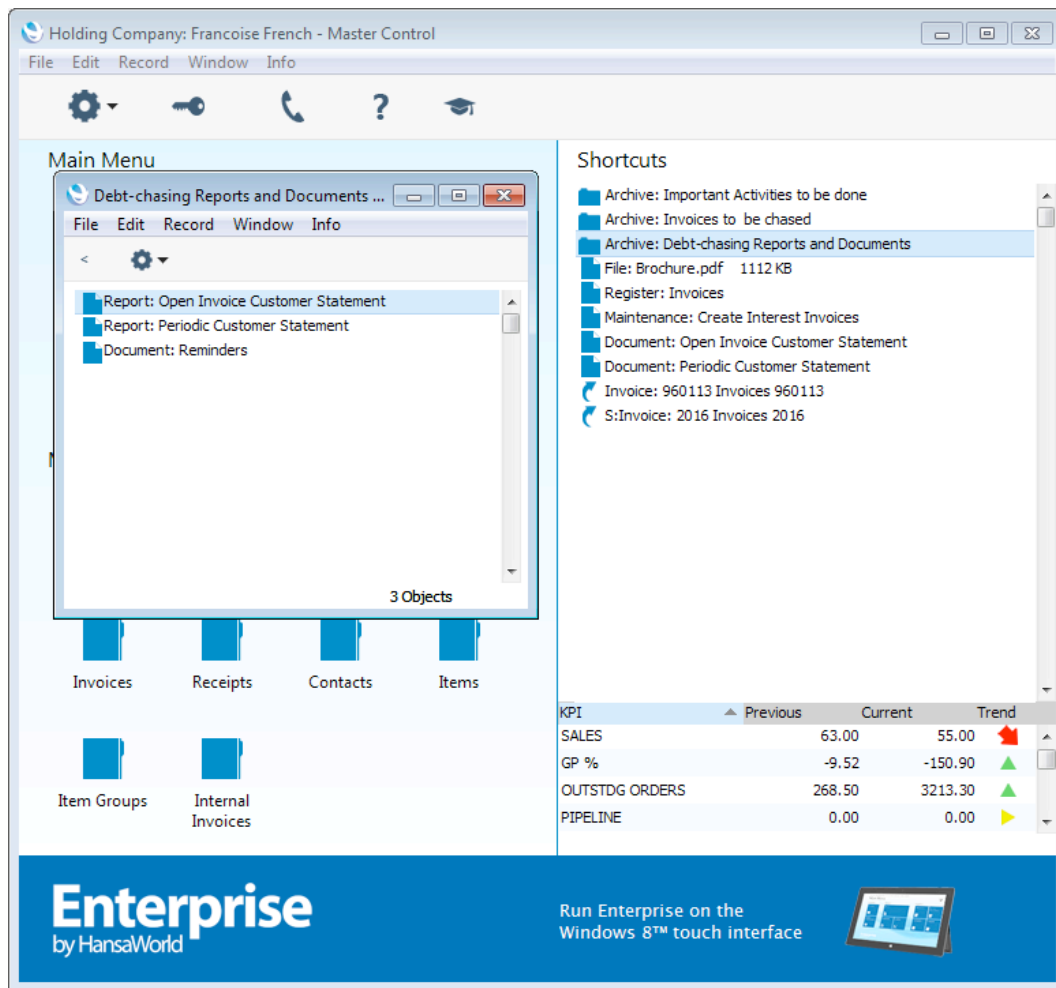 Holding Company: Francoise French - Master Control
File Edit Record Window Info
?
Main Menu
Debt-chasing Reports and Documents ...
File Edit Record Window Info
<
Report: Open Invoice Customer Statement
Report: Periodic Customer Statement
Document: Reminders
3 Objects
Invoices Receipts Contacts Items
Item Groups Internal
Invoices
Shortcuts
Archive: Important Activities to be done
Archive: Invoices to be chased
Archive: Debt-chasing Reports and Documents
File: Brochure.pdf 1112 KB
Register: Invoices
Maintenance: Create Interest Invoices
Document: Open Invoice Customer Statement
Document: Periodic Customer Statement
Invoice: 960113 Invoices 960113
S:Invoice: 2016 Invoices 2016
KPI Previous Current Trend
SALES 63.00 55.00
GP % -9.52 -150.90
OUTSTDG ORDERS 268.50 3213.30
PIPELINE 0.00 0.00
Enterprise
by HansaWorld
Run Enterprise on the
Windows 8™ touch interface